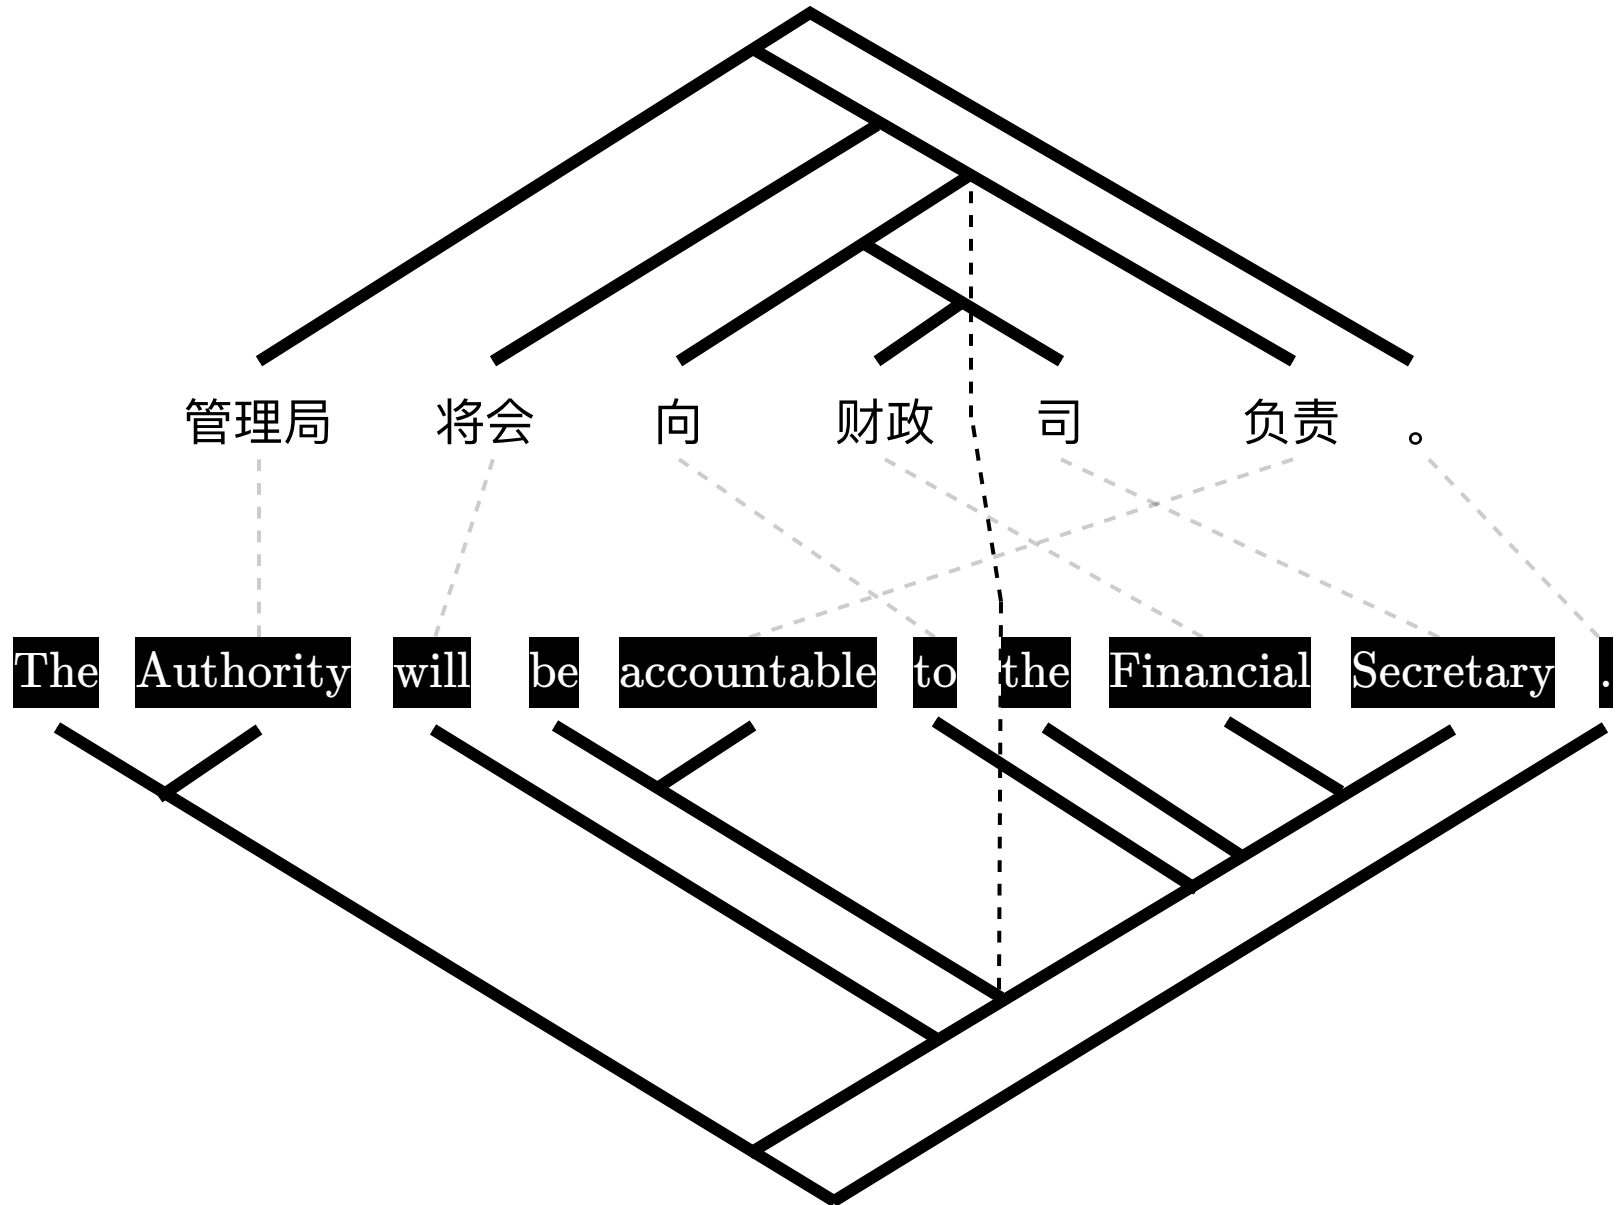 管理局 将会 向 财政 司 负责 。
The Authority will be accountable to the Financial Secretary .